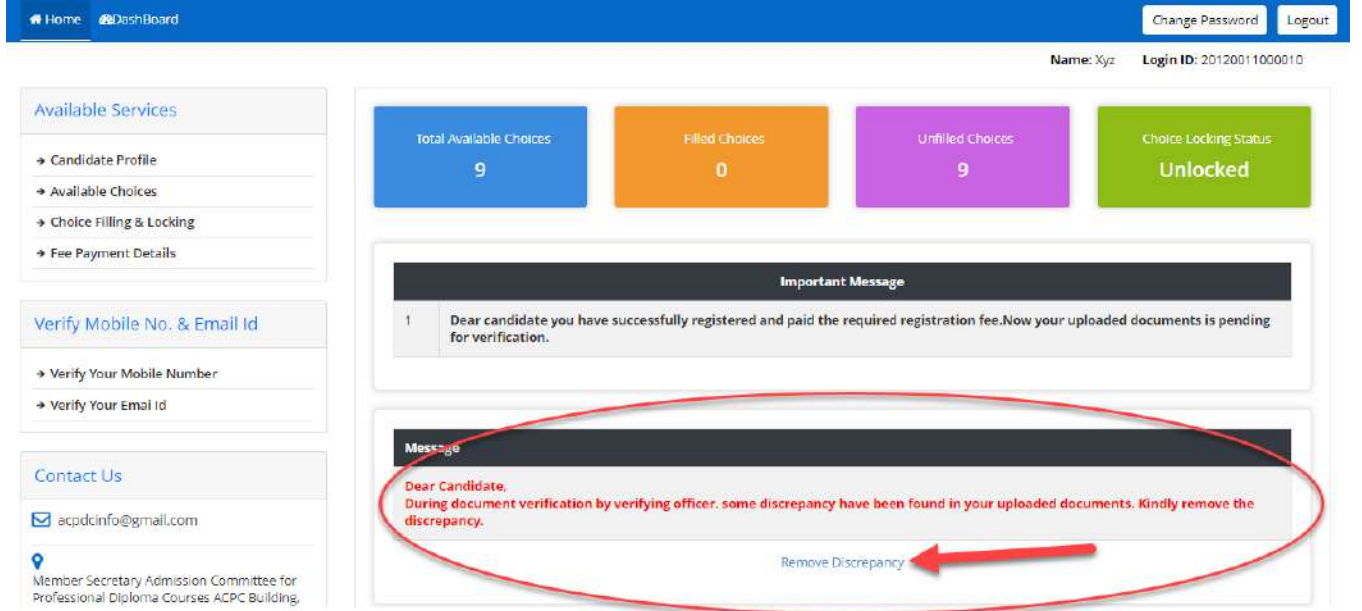 Home DashBoard Change Password Logout
Name: Xyz Login ID: 20120011000010
Available Services
→ Candidate Profile
→ Available Choices
→ Choice Filling & Locking
→ Fee Payment Details
Verify Mobile No. & Email Id
→ Verify Your Mobile Number
→ Verify Your Emai Id
Contact Us
acpdcinfo@gmail.com
Member Secretary Admission Committee for
Professional Diploma Courses ACPC Building,
Total Available Choices
9
Filled Choices
0
Unfilled Choices
9
Choice Locking Status
Unlocked
Important Message
1 Dear candidate you have successfully registered and paid the required registration fee.Now your uploaded documents is pending
for verification.
Message
Dear Candidate,
During document verification by verifying officer. some discrepancy have been found in your uploaded documents. Kindly remove the
discrepancy.
Remove Discrepancy